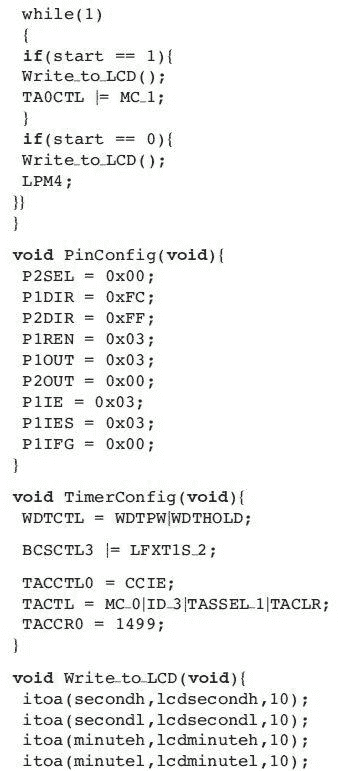 while(1)
{
if(start == 1){
Write_to_LCD();
TA0CTL |= MC_1;
}
if(start == 0){
Write_to_LCD();
LPM4;
}}
}
void PinConfig(void){
P2SEL = 0x00;
P1DIR = 0xFC;
P2DIR = 0xFF;
P1REN = 0x03;
P1OUT = 0x03;
P2OUT = 0x00;
P1IE = 0x03;
P1IES = 0x03;
P1IFG = 0x00;
}
void TimerConfig(void){
WDTCTL = WDTPW|WDTHOLD;
BCSCTL3 |= LFXT1S_2;
TACCTL0 = CCIE;
TACTL = MC_0|ID_3|TASSEL_1|TACLR;
TACCR0 = 1499;
}
void Write_to_LCD(void){
itoa(secondh,lcdsecondh,10);
itoa(secondl,lcdsecondl,10);
itoa(minuteh,lcdminuteh,10);
itoa(minutel,lcdminutel,10);